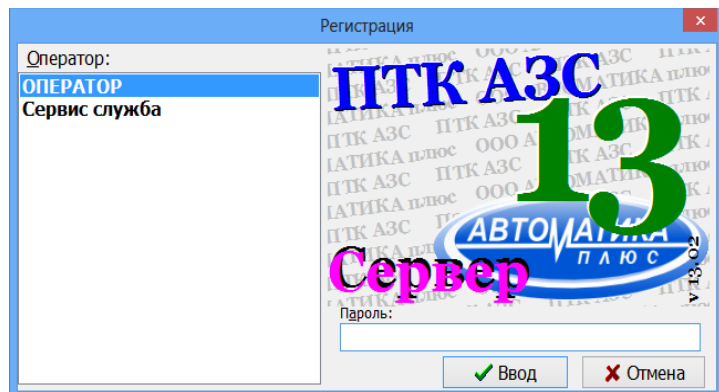 Регистрация
Оператор:
ОПЕРАТОР
Сервис служба
ПТК АЗС
13
АВТОМАТИКА
ПЛЮС
Сервер
v 13.02
Пароль:
Ввод
Отмена